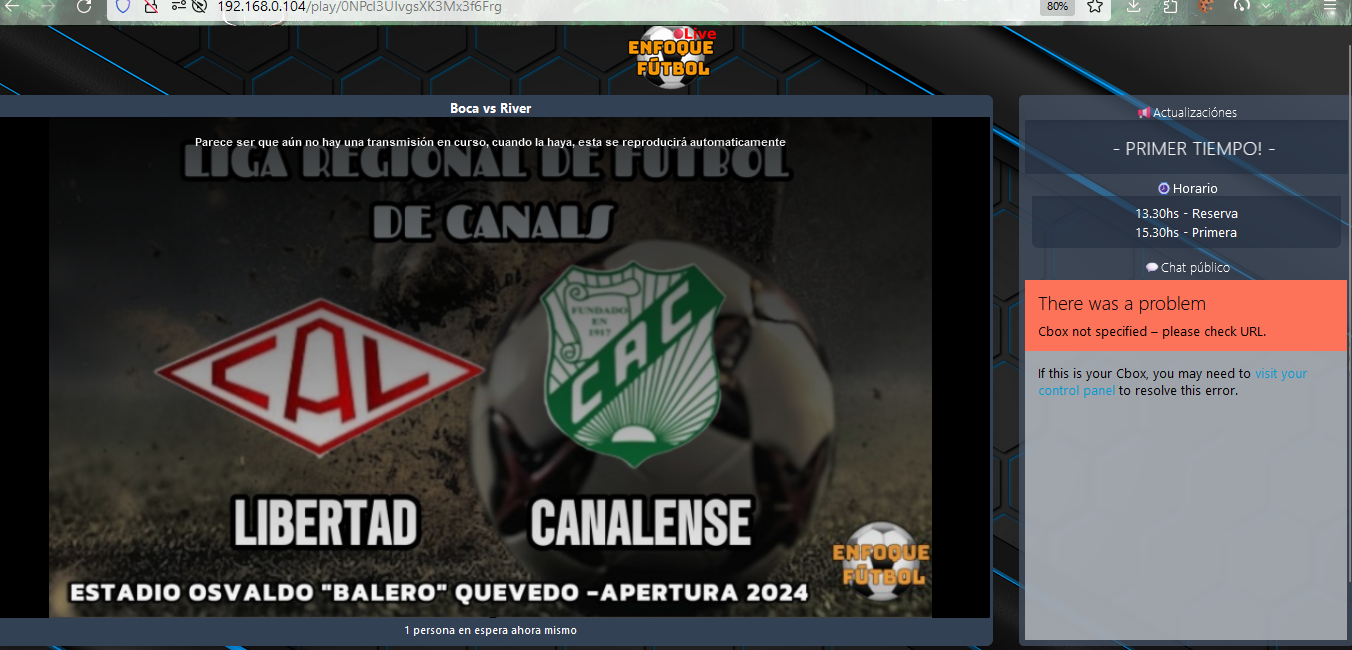 192.168.0.104/play/0NPcI3UIvgsXK3Mx3f6Frg
80%
Live
ENFOQUE
FÚTBOL
Boca vs River
Parece ser que aún no hay una transmisión en curso, cuando la haya, esta se reproducirá automaticamente
LIGA REGIONAL DE FUTBOL
DE CANALS
CAL
FUNDADO
EN
1917
CAC
LIBERTAD
CANALENSE
ENFOQUE
FÚTBOL
ESTADIO OSVALDO "BALERO" QUEVEDO -APERTURA 2024
1 persona en espera ahora mismo
Actualizaciónes
- PRIMER TIEMPO! -
Horario
13.30hs - Reserva
15.30hs - Primera
Chat público
There was a problem
Cbox not specified – please check URL.
If this is your Cbox, you may need to visit your
control panel to resolve this error.